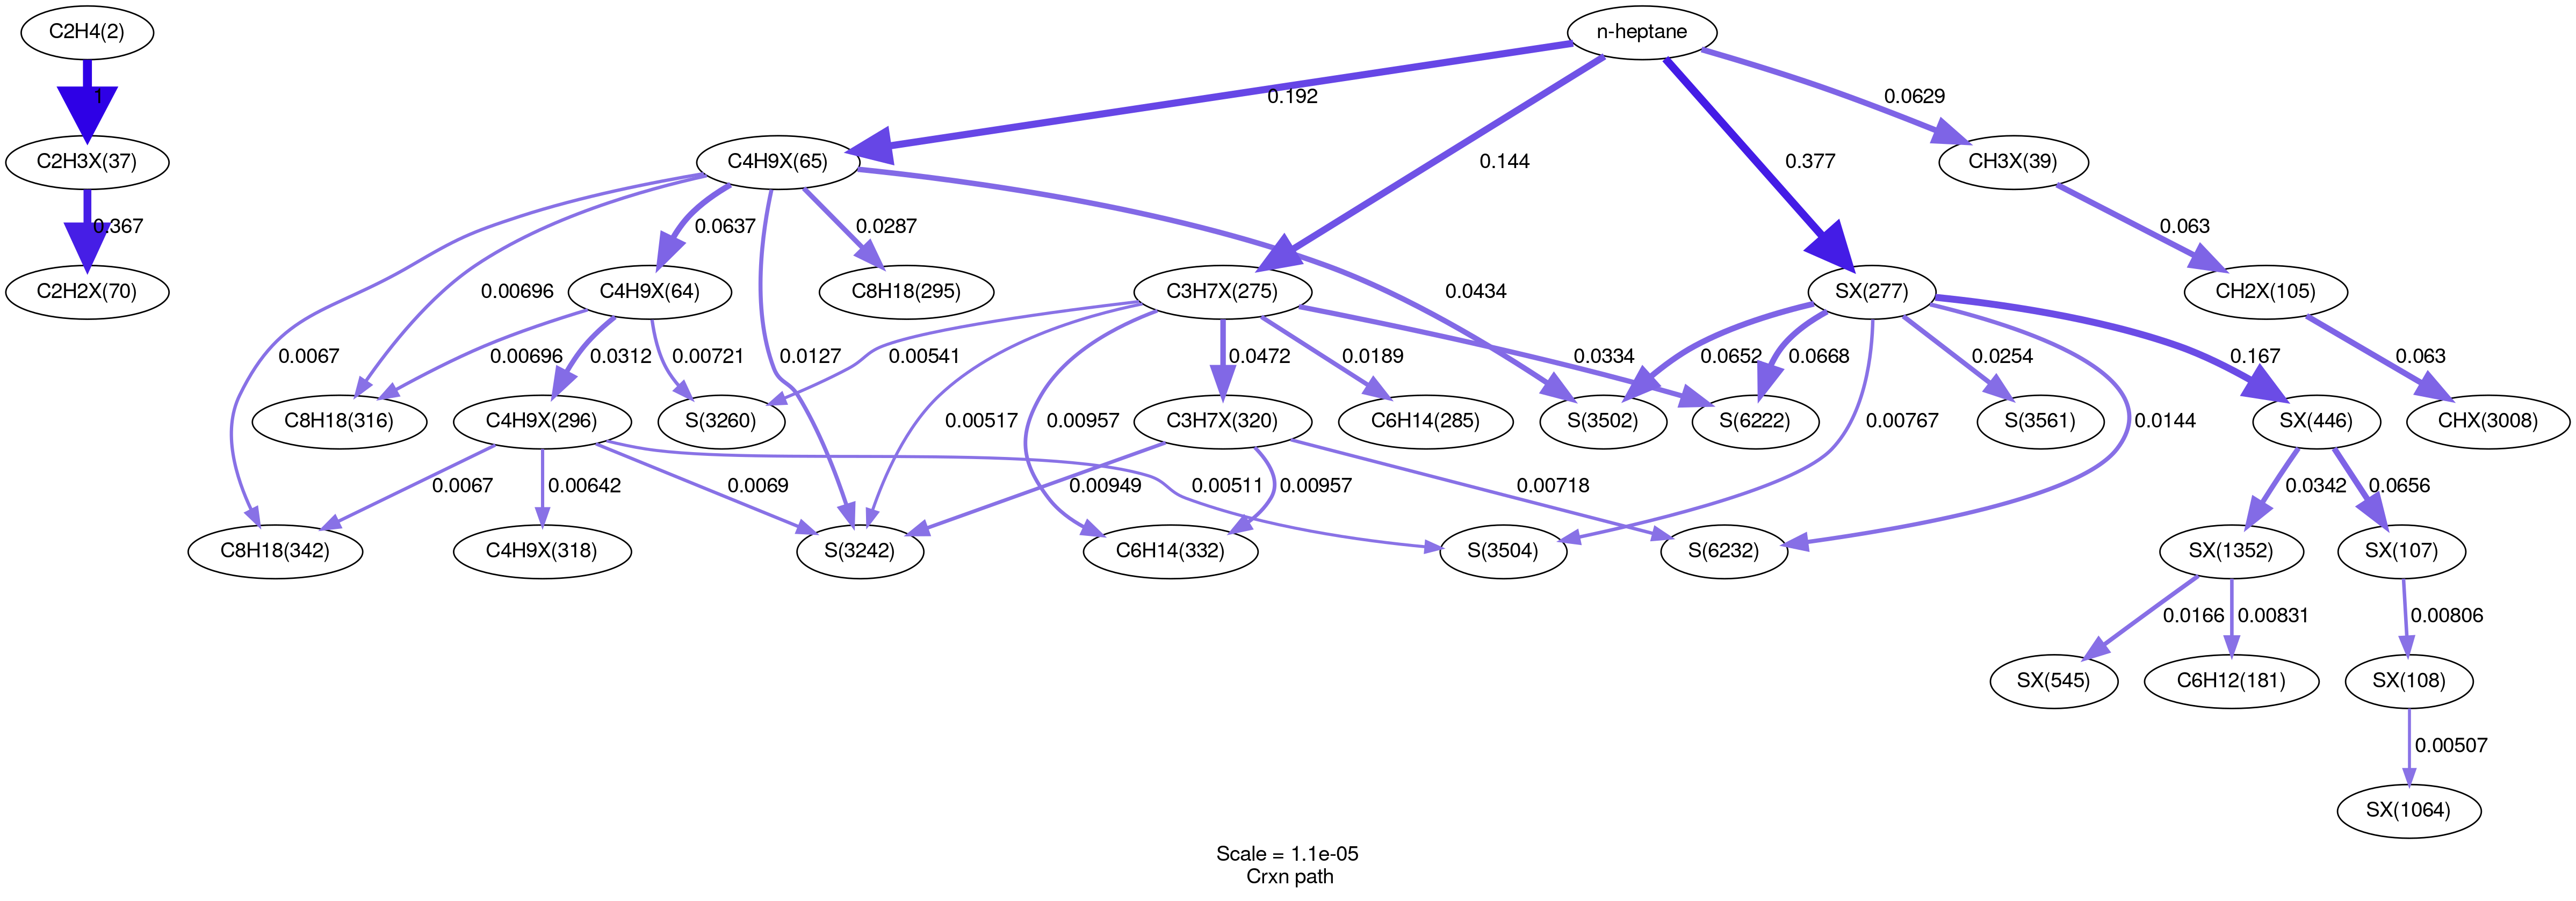 C2H4(2)
n-heptane
1
0.192
0.0629
C2H3X(37)
C4H9X(65)
0.144
0.377
CH3X(39)
0.367
0.0637
0.0287
0.063
C2H2X(70)
0.00696
C4H9X(64)
C8H18(295)
C3H7X(275)
0.0434
SX(277)
CH2X(105)
0.0067
0.00696
0.0312
0.00721
0.0127
0.00541
0.0472
0.0189
0.0334
0.0652
0.0668
0.0254
0.167
0.063
C8H18(316)
C4H9X(296)
S(3260)
0.00517
0.00957
C3H7X(320)
C6H14(285)
S(3502)
S(6222)
0.00767
S(3561)
0.0144
SX(446)
CHX(3008)
0.0067
0.00642
0.0069
0.00949
0.00511
0.00957
0.00718
0.0342
0.0656
C8H18(342)
C4H9X(318)
S(3242)
C6H14(332)
S(3504)
S(6232)
SX(1352)
SX(107)
0.0166
0.00831
0.00806
SX(545)
C6H12(181)
SX(108)
0.00507
SX(1064)
Scale = 1.1e-05
Crxn path